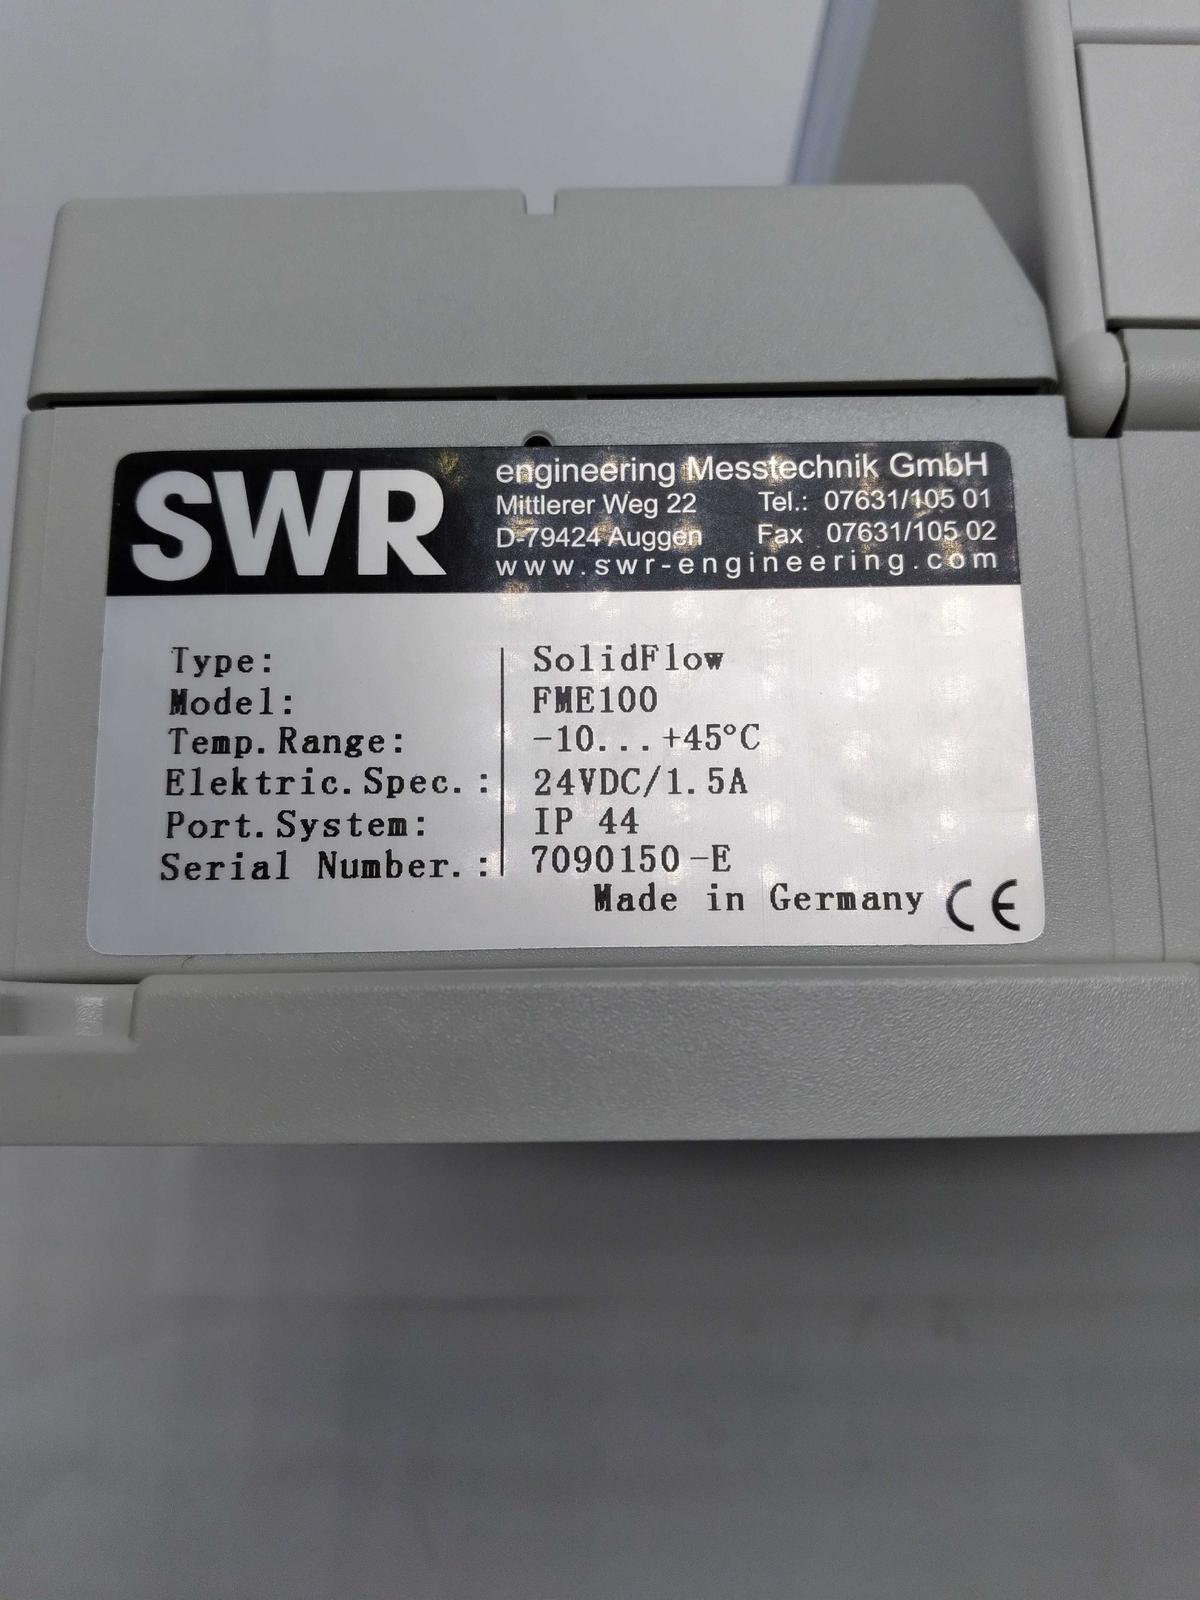 SWR
engineering Messtechnik GmbH
Mittlerer Weg 22 Tel.: 07631/105 01
D-79424 Auggen Fax 07631/105 02
www.swr-engineering.com
Type: SolidFlow
Model: FME100
Temp.Range: -10...+45°C
Elektric.Spec.: 24VDC/1.5A
Port.System: IP 44
Serial Number.: 7090150-E
Made in Germany CE